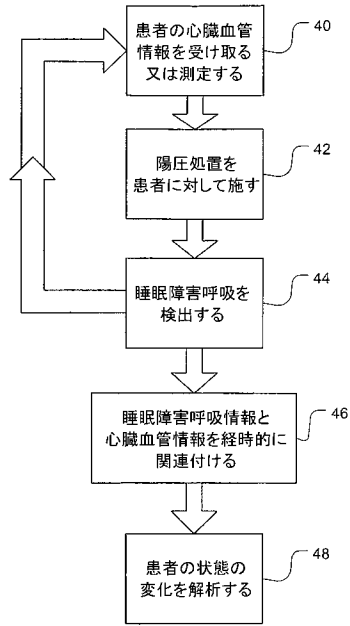 患者の心臓血管
情報を受け取る
又は測定する
40
陽圧処置を
患者に対して施す
42
睡眠障害呼吸を
検出する
44
睡眠障害呼吸情報と
心臓血管情報を経時的に
関連付ける
46
患者の状態の
変化を解析する
48